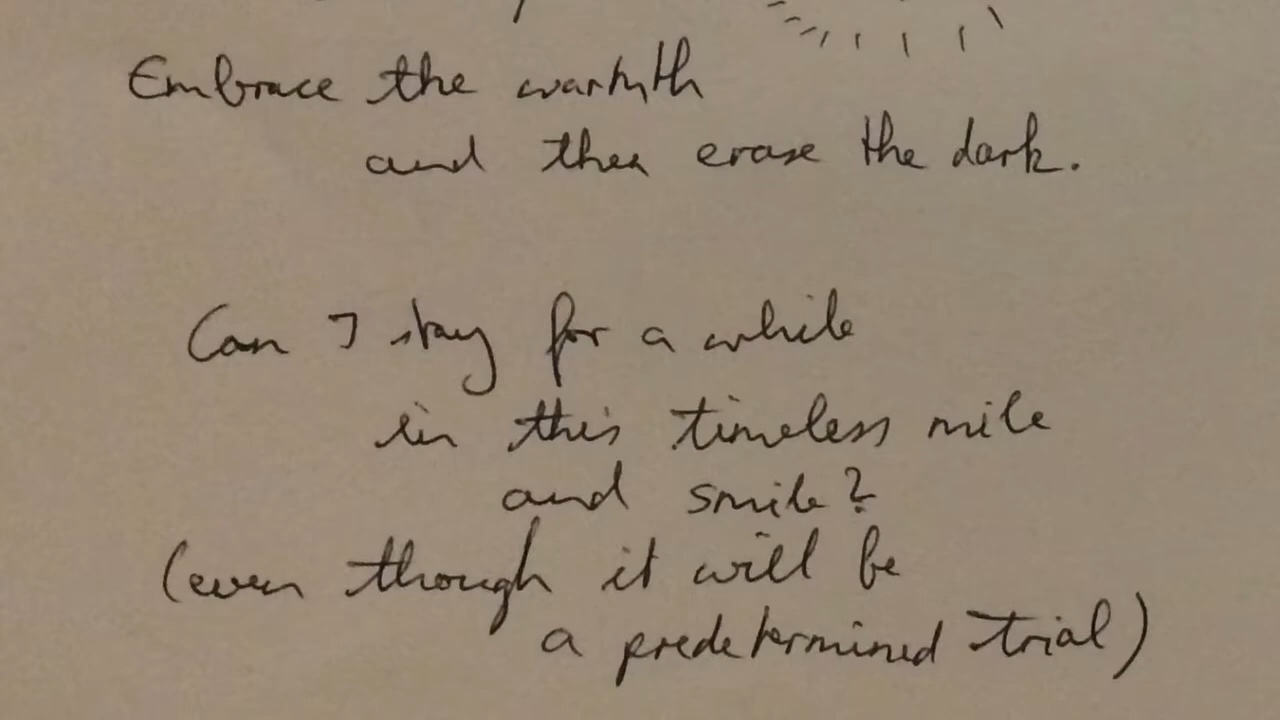 Embrace the warmth
and then erase the dark.
Can I stay for a while
in this timeless mile
and smile?
(even though it will be
a predetermined trial)